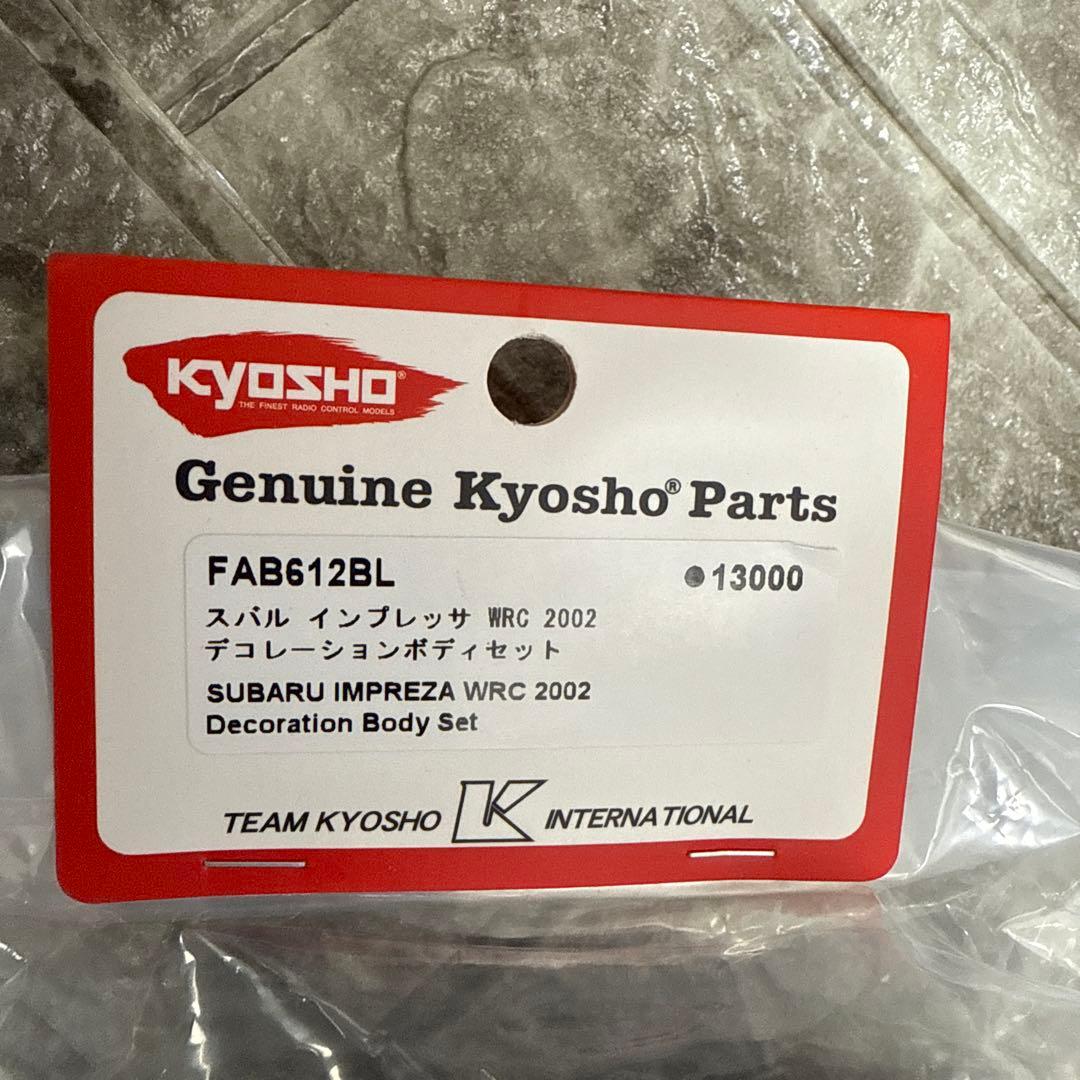 KYOSHO®
THE FINEST RADIO CONTROL MODELS
Genuine Kyosho® Parts
FAB612BL ●13000
スバル インプレッサ WRC 2002
デコレーションボディセット
SUBARU IMPREZA WRC 2002
Decoration Body Set
TEAM KYOSHO K INTERNATIONAL